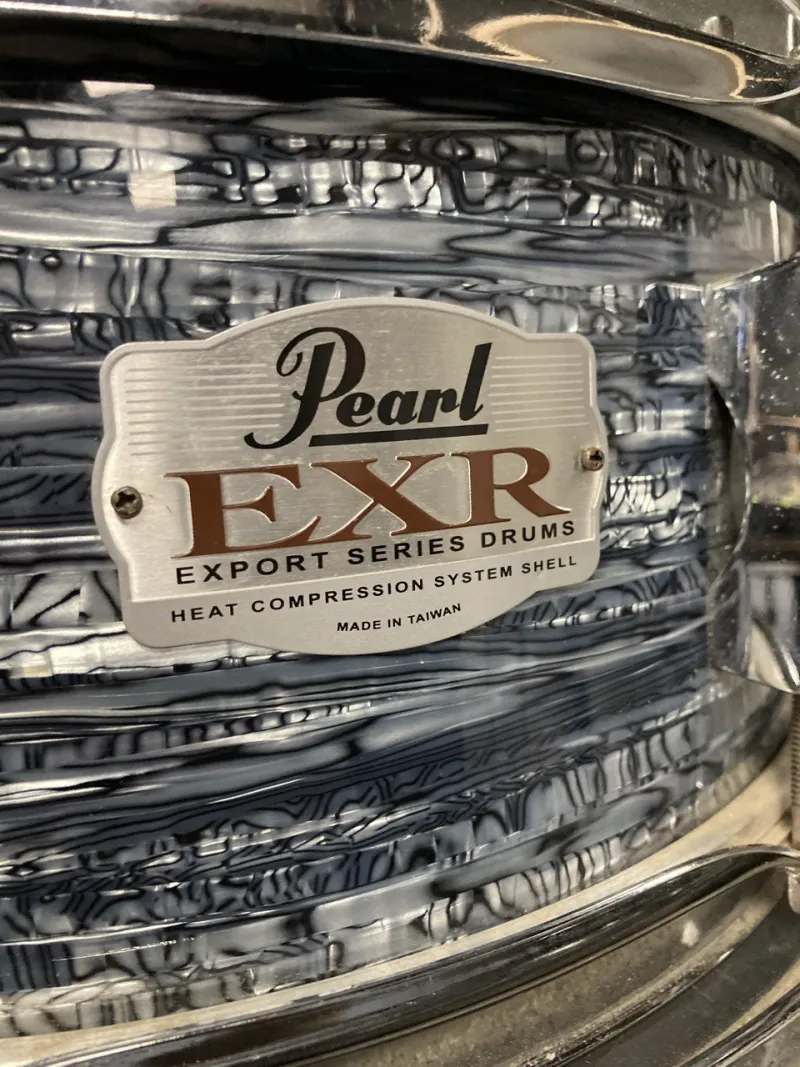 Pearl
EXR
EXPORT SERIES DRUMS
HEAT COMPRESSION SYSTEM SHELL
MADE IN TAIWAN